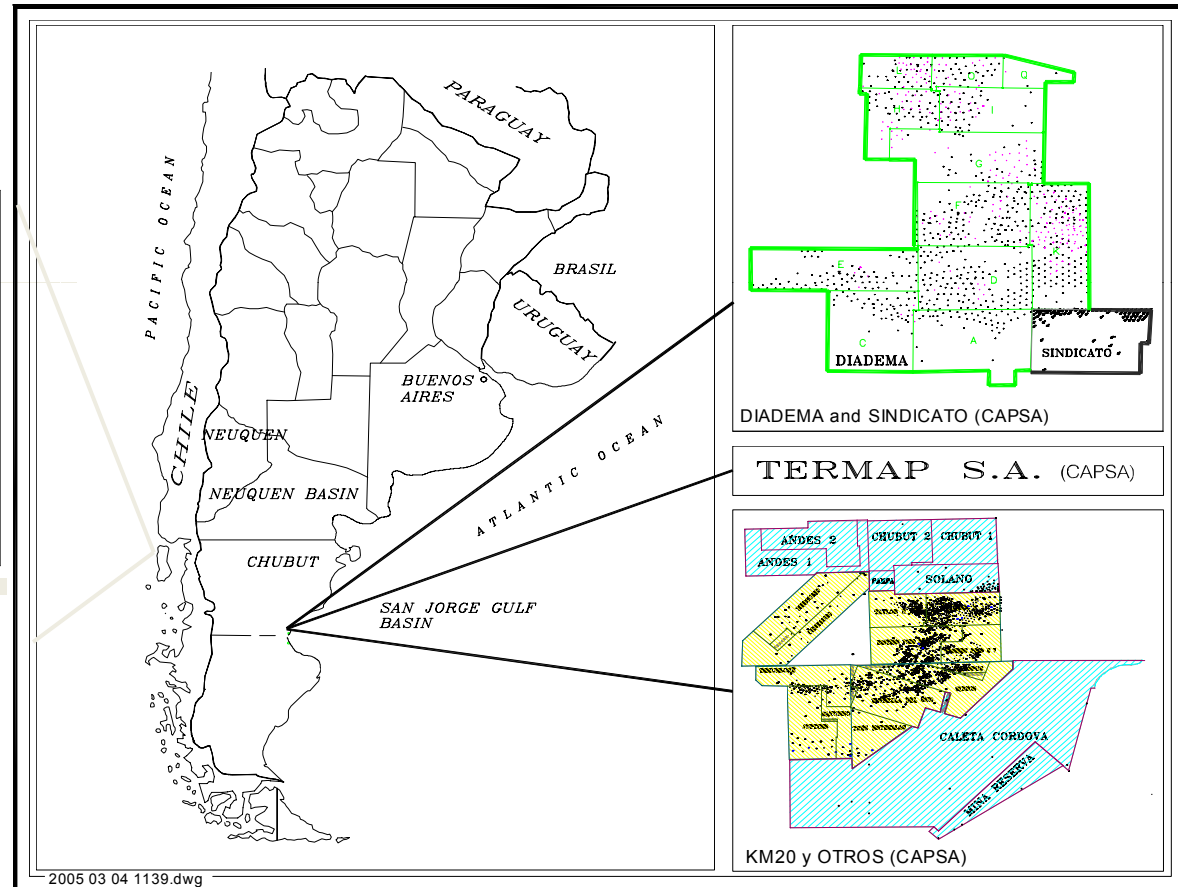 PARAGUAY
PACIFIC OCEAN
BRASIL
URUGUAY
BUENOS
AIRES
CHILE
NEUQUEN
ATLANTIC OCEAN
NEUQUEN BASIN
CHUBUT
SAN JORGE GULF
BASIN
2005 03 04 1139.dwg
L
O
Q
H
I
G
F
E
D
C
A
DIADEMA
SINDICATO
DIADEMA and SINDICATO (CAPSA)
TERMAP S.A. (CAPSA)
ANDES 2
CHUBUT 2
CHUBUT 1
ANDES 1
SOLANO
CALETA CORDOVA
MINA RESERVA
KM20 y OTROS (CAPSA)